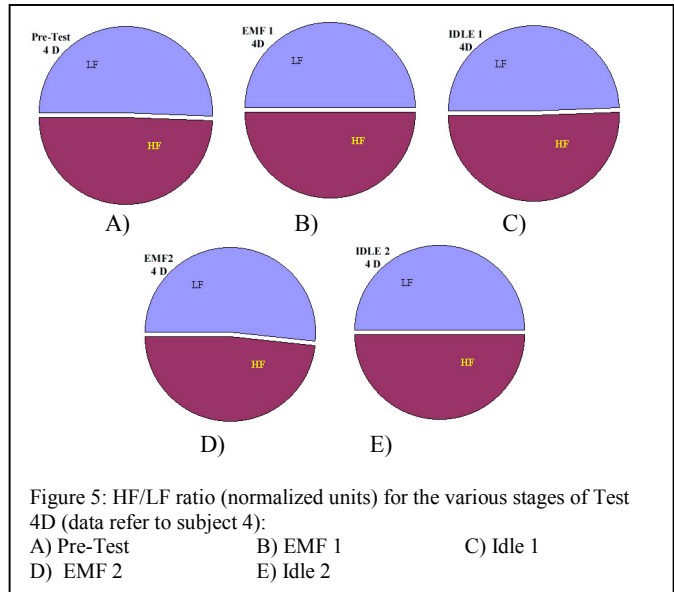 Pre-Test
4 D
LF
HF
A)
EMF 1
4D
LF
HF
B)
IDLE 1
4D
LF
HF
C)
EMF2
4 D
LF
HF
D)
IDLE 2
4 D
LF
HF
E)
Figure 5: HF/LF ratio (normalized units) for the various stages of Test
4D (data refer to subject 4):
A) Pre-Test B) EMF 1 C) Idle 1
D) EMF 2 E) Idle 2